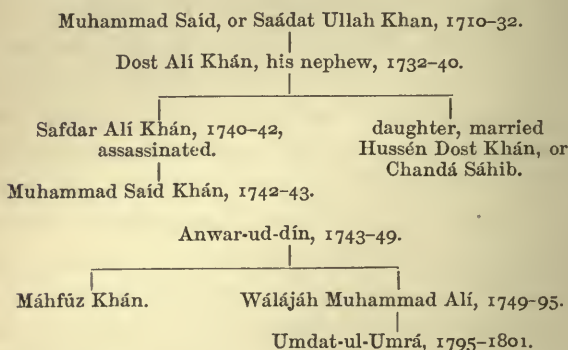 Muhammad Saíd, or Saádat Ullah Khan, 1710–32.
Dost Alí Khán, his nephew, 1732–40.
Safdar Alí Khán, 1740–42,
assassinated.
daughter, married
Hussén Dost Khán, or
Chandá Sáhib.
Muhammad Saíd Khán, 1742–43.
Anwar-ud-dín, 1743–49.
Máhfúz Khán.
Wálájáh Muhammad Alí, 1749–95.
Umdat-ul-Umrá, 1795–1801.